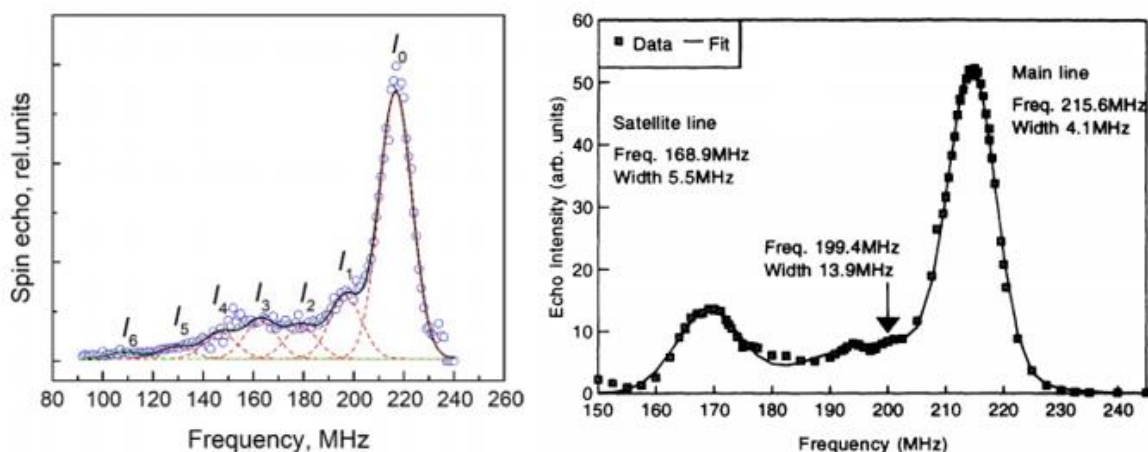 Spin echo, rel.units
I0
I1
I2
I3
I4
I5
I6
80 100 120 140 160 180 200 220 240 260
Frequency, MHz
Echo Intensity (arb. units)
60
50
40
30
20
10
0
Data — Fit
Main line
Freq. 215.6MHz
Width 4.1MHz
Satellite line
Freq. 168.9MHz
Width 5.5MHz
Freq. 199.4MHz
Width 13.9MHz
150 160 170 180 190 200 210 220 230 240
Frequency (MHz)